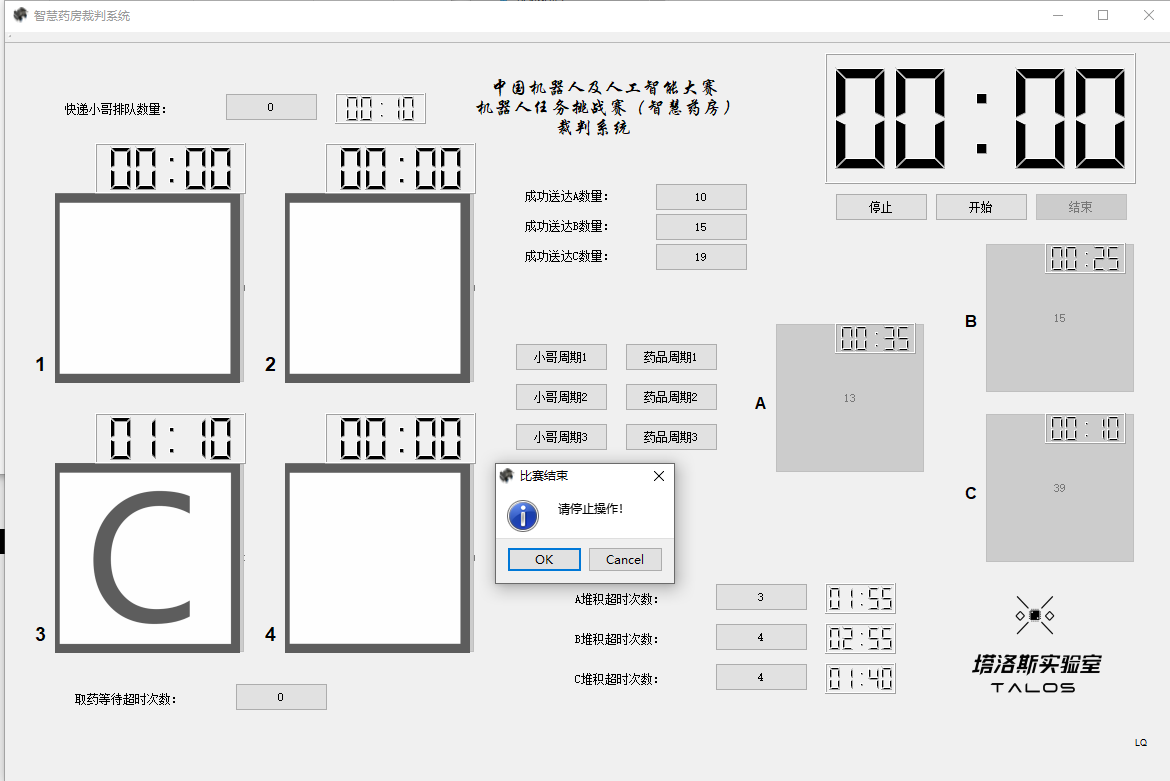 智慧药房裁判系统
快递小哥排队数量:
0
00:10
中国机器人及人工智能大赛
机器人任务挑战赛（智慧药房）
裁判系统
00:00
00:00
00:00
成功送达A数量:
10
成功送达B数量:
15
成功送达C数量:
19
停止
开始
结束
1
2
00:25
B
15
小哥周期1
药品周期1
小哥周期2
药品周期2
小哥周期3
药品周期3
00:35
A
13
01:10
00:00
C
3
4
00:10
C
39
比赛结束
请停止操作!
OK
Cancel
A堆积超时次数:
3
01:55
B堆积超时次数:
4
02:55
C堆积超时次数:
4
01:40
取药等待超时次数:
0
塔洛斯实验室
TALOS
LQ